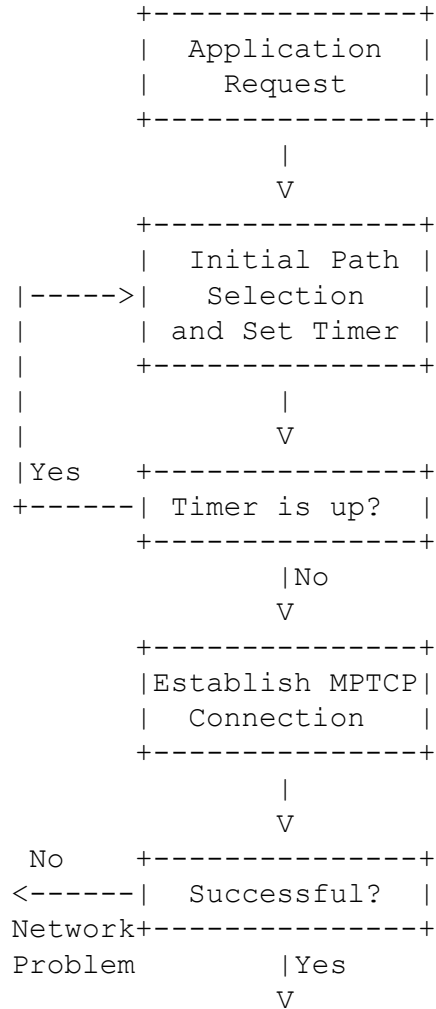 Application
Request
Initial Path
Selection
and Set Timer
Yes
Timer is up?
No
Establish MPTCP
Connection
No
Successful?
Network
Problem
Yes